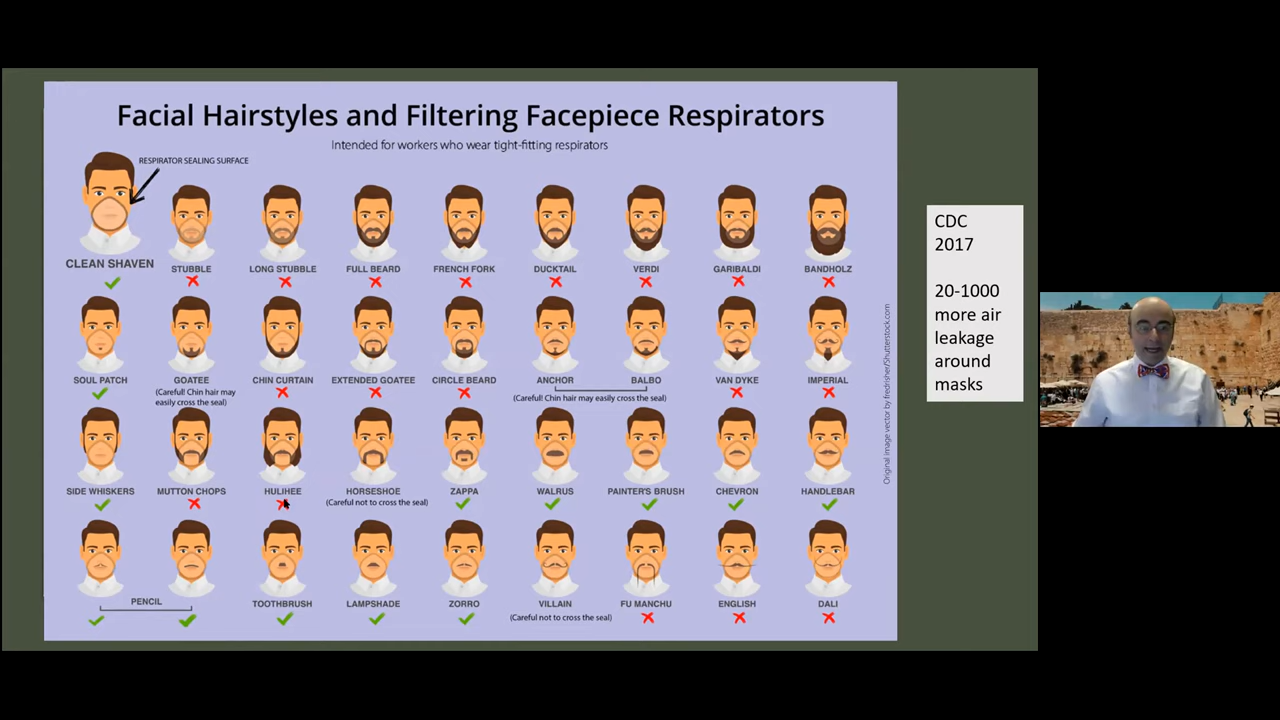 Facial Hairstyles and Filtering Facepiece Respirators
Intended for workers who wear tight-fitting respirators
RESPIRATOR SEALING SURFACE
CLEAN SHAVEN
STUBBLE
LONG STUBBLE
FULL BEARD
FRENCH FORK
DUCKTAIL
VERDI
GARIBALDI
BANDHOLZ
SOUL PATCH
GOATEE
(Careful! Chin hair may
easily cross the seal)
CHIN CURTAIN
EXTENDED GOATEE
CIRCLE BEARD
ANCHOR
BALBO
(Careful! Chin hair may easily cross the seal)
VAN DYKE
IMPERIAL
SIDE WHISKERS
MUTTON CHOPS
HULIHEE
HORSESHOE
(Careful not to cross the seal)
ZAPPA
WALRUS
PAINTER'S BRUSH
CHEVRON
HANDLEBAR
PENCIL
TOOTHBRUSH
LAMPSHADE
ZORRO
VILLAIN
(Careful not to cross the seal)
FU MANCHU
ENGLISH
DALI
Original image vector by fredrisher/Shutterstock.com
CDC
2017
20-1000
more air
leakage
around
masks